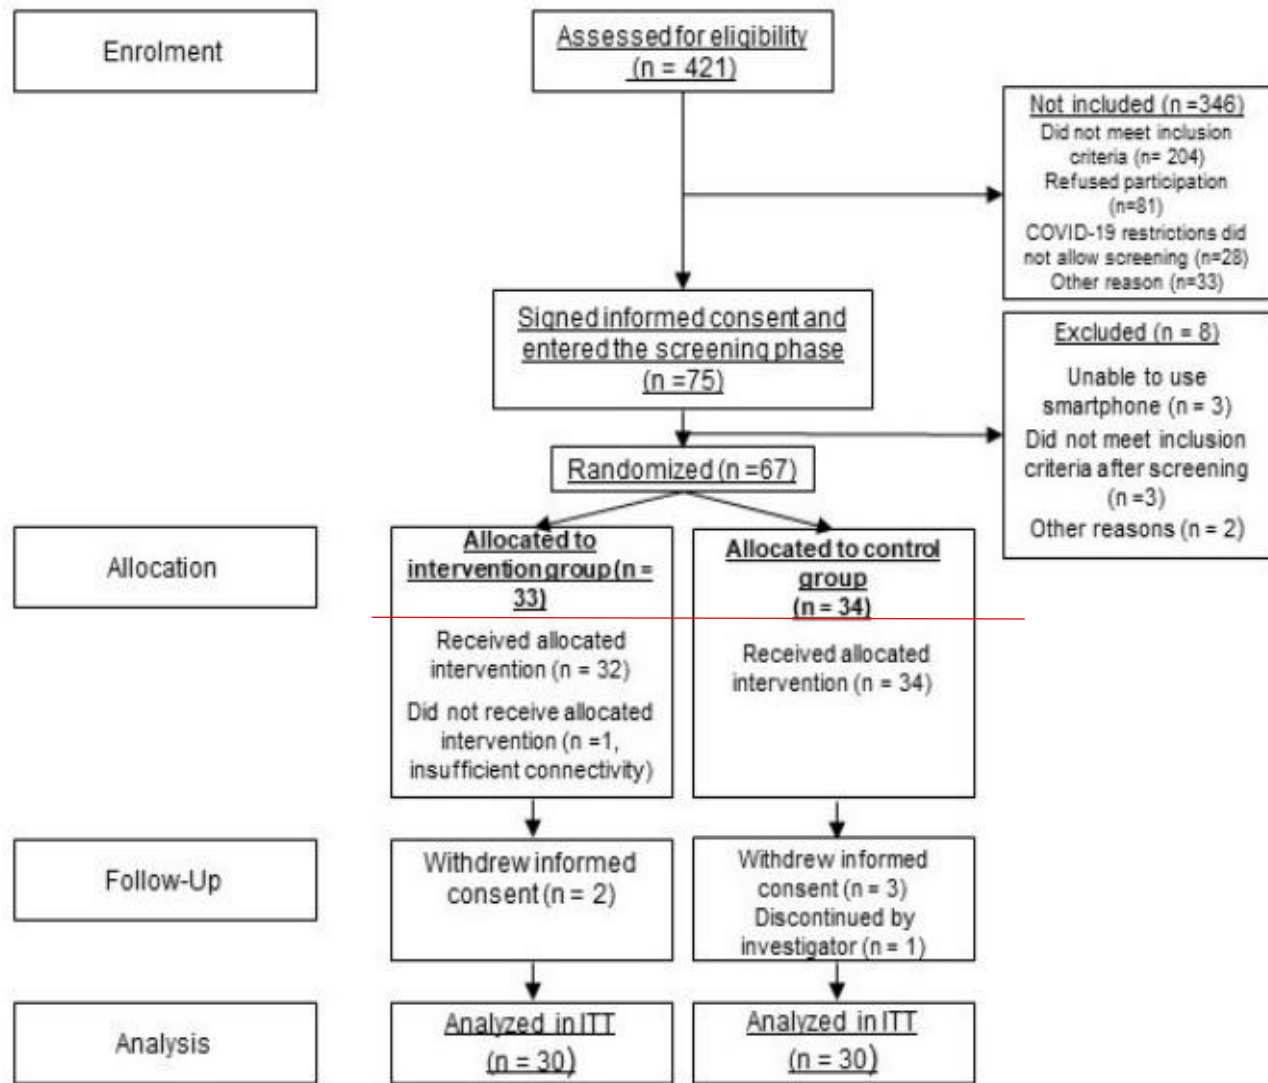 Enrolment
Assessed for eligibility
(n = 421)
Not included (n =346)
Did not meet inclusion
criteria (n= 204)
Refused participation
(n=81)
COVID-19 restrictions did
not allow screening (n=28)
Other reason (n=33)
Signed informed consent and
entered the screening phase
(n =75)
Excluded (n = 8)
Unable to use
smartphone (n = 3)
Did not meet inclusion
criteria after screening
(n =3)
Other reasons (n = 2)
Randomized (n =67)
Allocation
Allocated to
intervention group (n =
33)
Received allocated
intervention (n = 32)
Did not receive allocated
intervention (n =1,
insufficient connectivity)
Allocated to control
group
(n = 34)
Received allocated
intervention (n = 34)
Follow-Up
Withdrew informed
consent (n = 2)
Withdrew informed
consent (n = 3)
Discontinued by
investigator (n = 1)
Analysis
Analyzed in ITT
(n = 30)
Analyzed in ITT
(n = 30)